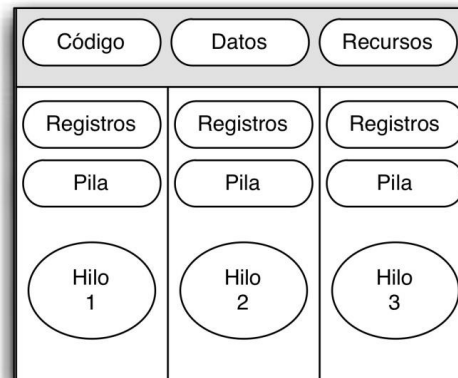 Código Datos Recursos
Registros Registros Registros
Pila Pila Pila
Hilo Hilo Hilo
1 2 3